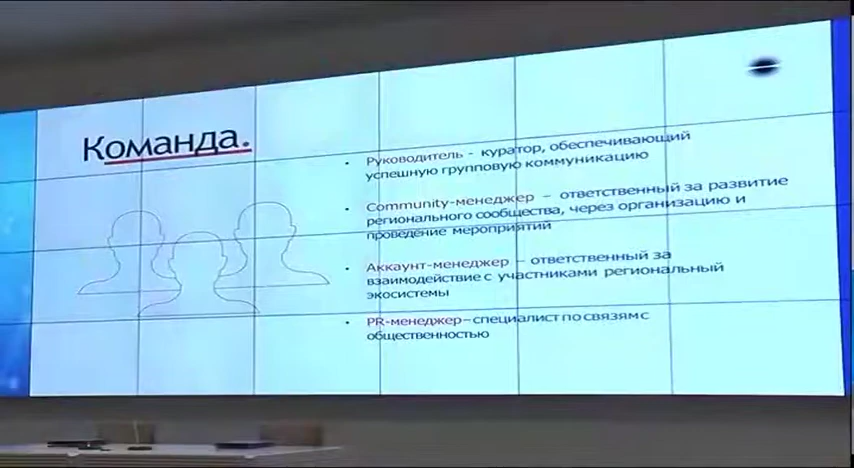 Команда.
• Руководитель - куратор, обеспечивающий
успешную групповую коммуникацию
• Community-менеджер – ответственный за развитие
регионального сообщества, через организацию и
проведение мероприятий
• Аккаунт-менеджер – ответственный за
взаимодействие с участниками региональный
экосистемы
• PR-менеджер–специалист по связям с
общественностью